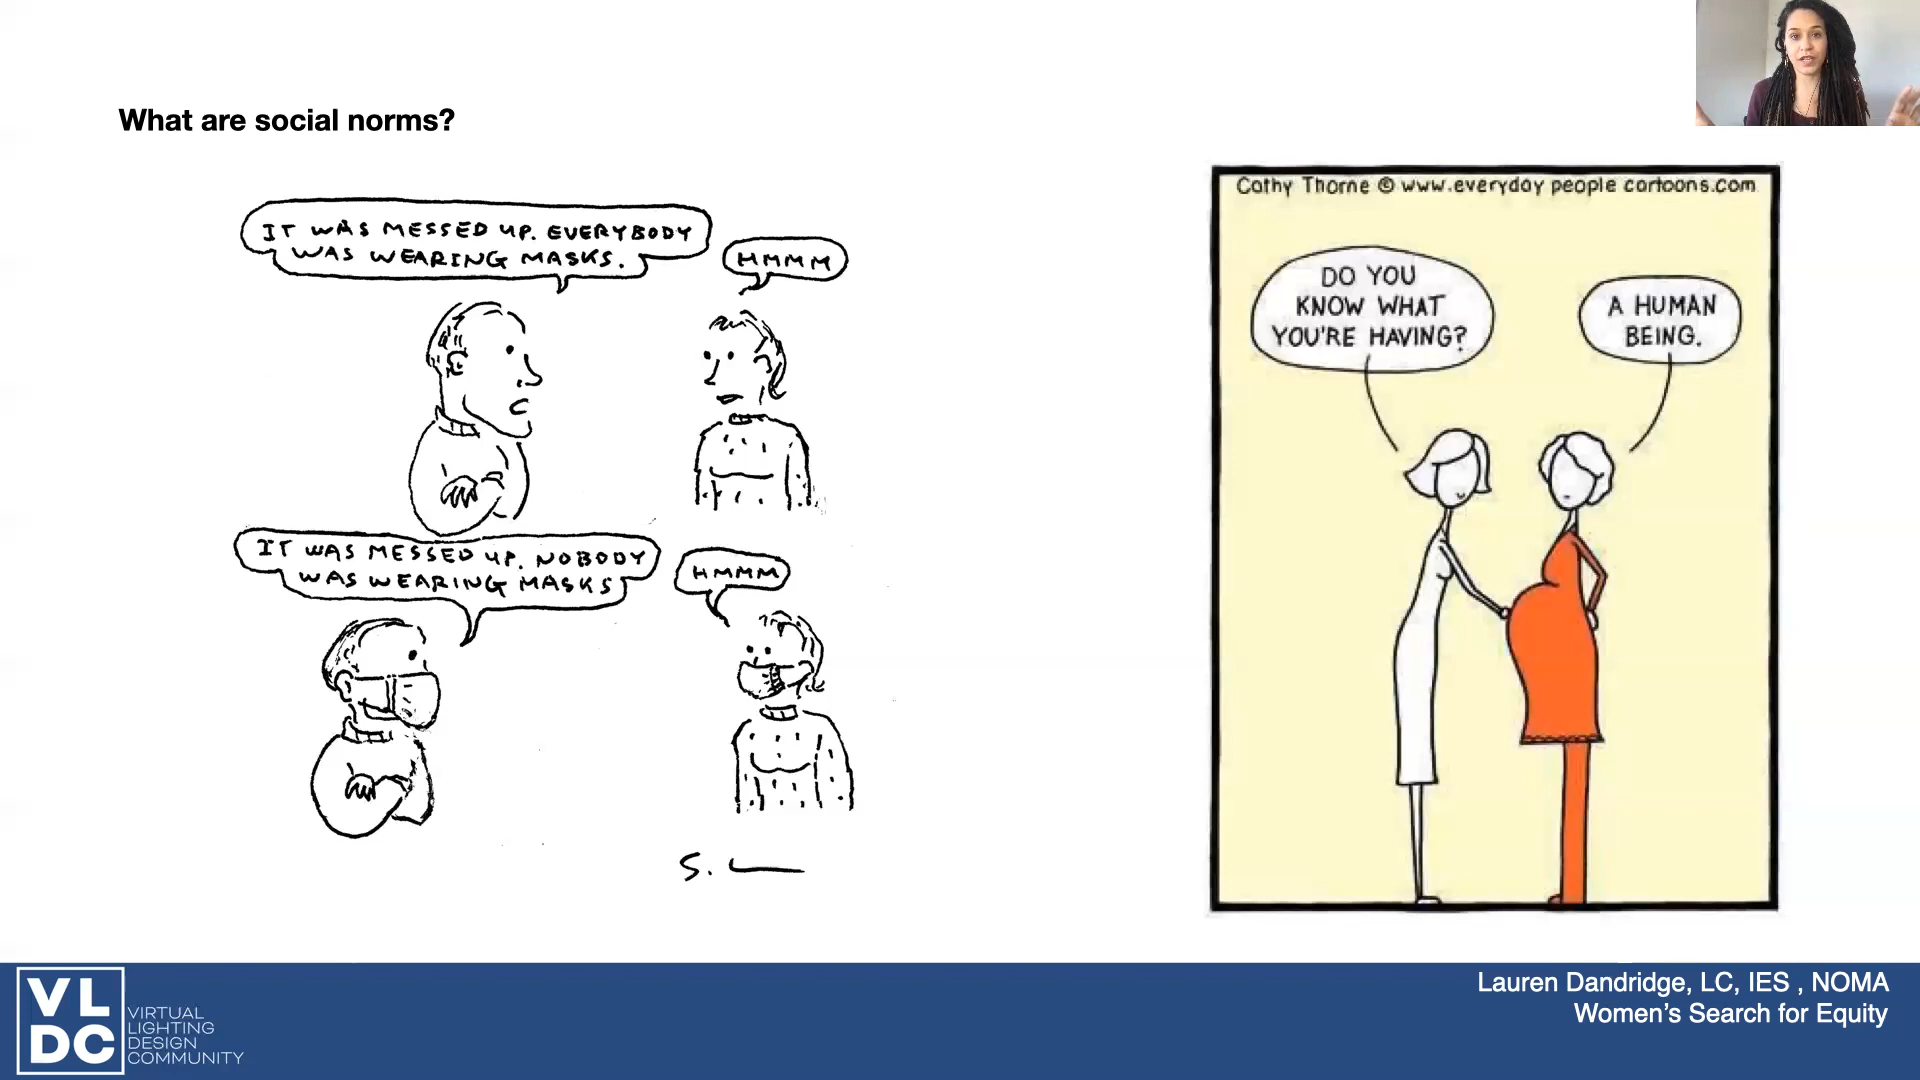 What are social norms?
IT WAS MESSED UP. EVERYBODY
WAS WEARING MASKS.
HMMM
IT WAS MESSED UP. NOBODY
WAS WEARING MASKS
HMMM
S.
Cathy Thorne © www.everyday people cartoons.com
DO YOU
KNOW WHAT
YOU'RE HAVING?
A HUMAN
BEING.
VL
DC
VIRTUAL
LIGHTING
DESIGN
COMMUNITY
Lauren Dandridge, LC, IES , NOMA
Women's Search for Equity